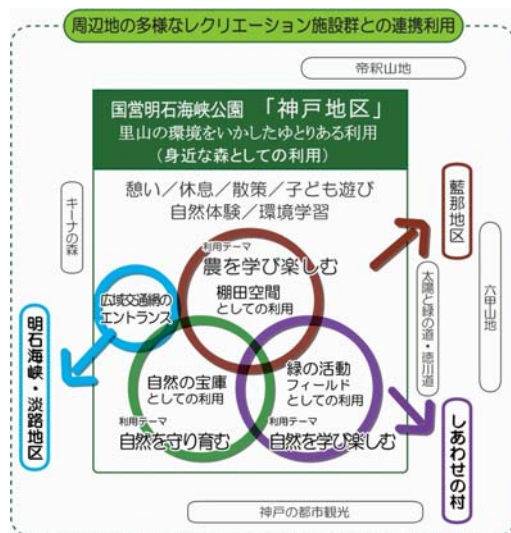 周辺地の多様なレクリエーション施設群との連携利用
帝釈山地
国営明石海峡公園 「神戸地区」
里山の環境をいかしたゆとりある利用
（身近な森としての利用）
憩い／休息／散策／子ども遊び
自然体験／環境学習
キーナの森
藍那地区
利用テーマ
農を学び楽しむ
棚田空間
としての利用
広域交通網の
エントランス
太陽と緑の道・徳川道
六甲山地
明石海峡・淡路地区
自然の宝庫
としての利用
利用テーマ
自然を守り育む
緑の活動
フィールド
としての利用
利用テーマ
自然を学び楽しむ
しあわせの村
神戸の都市観光